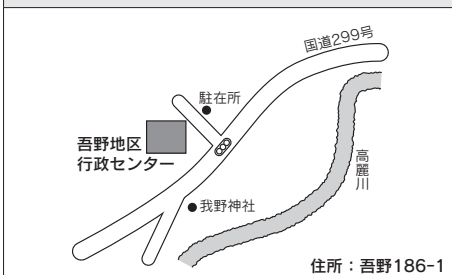 国道299号
駐在所
吾野地区
行政センター
我野神社
高麗川
住所：吾野186-1